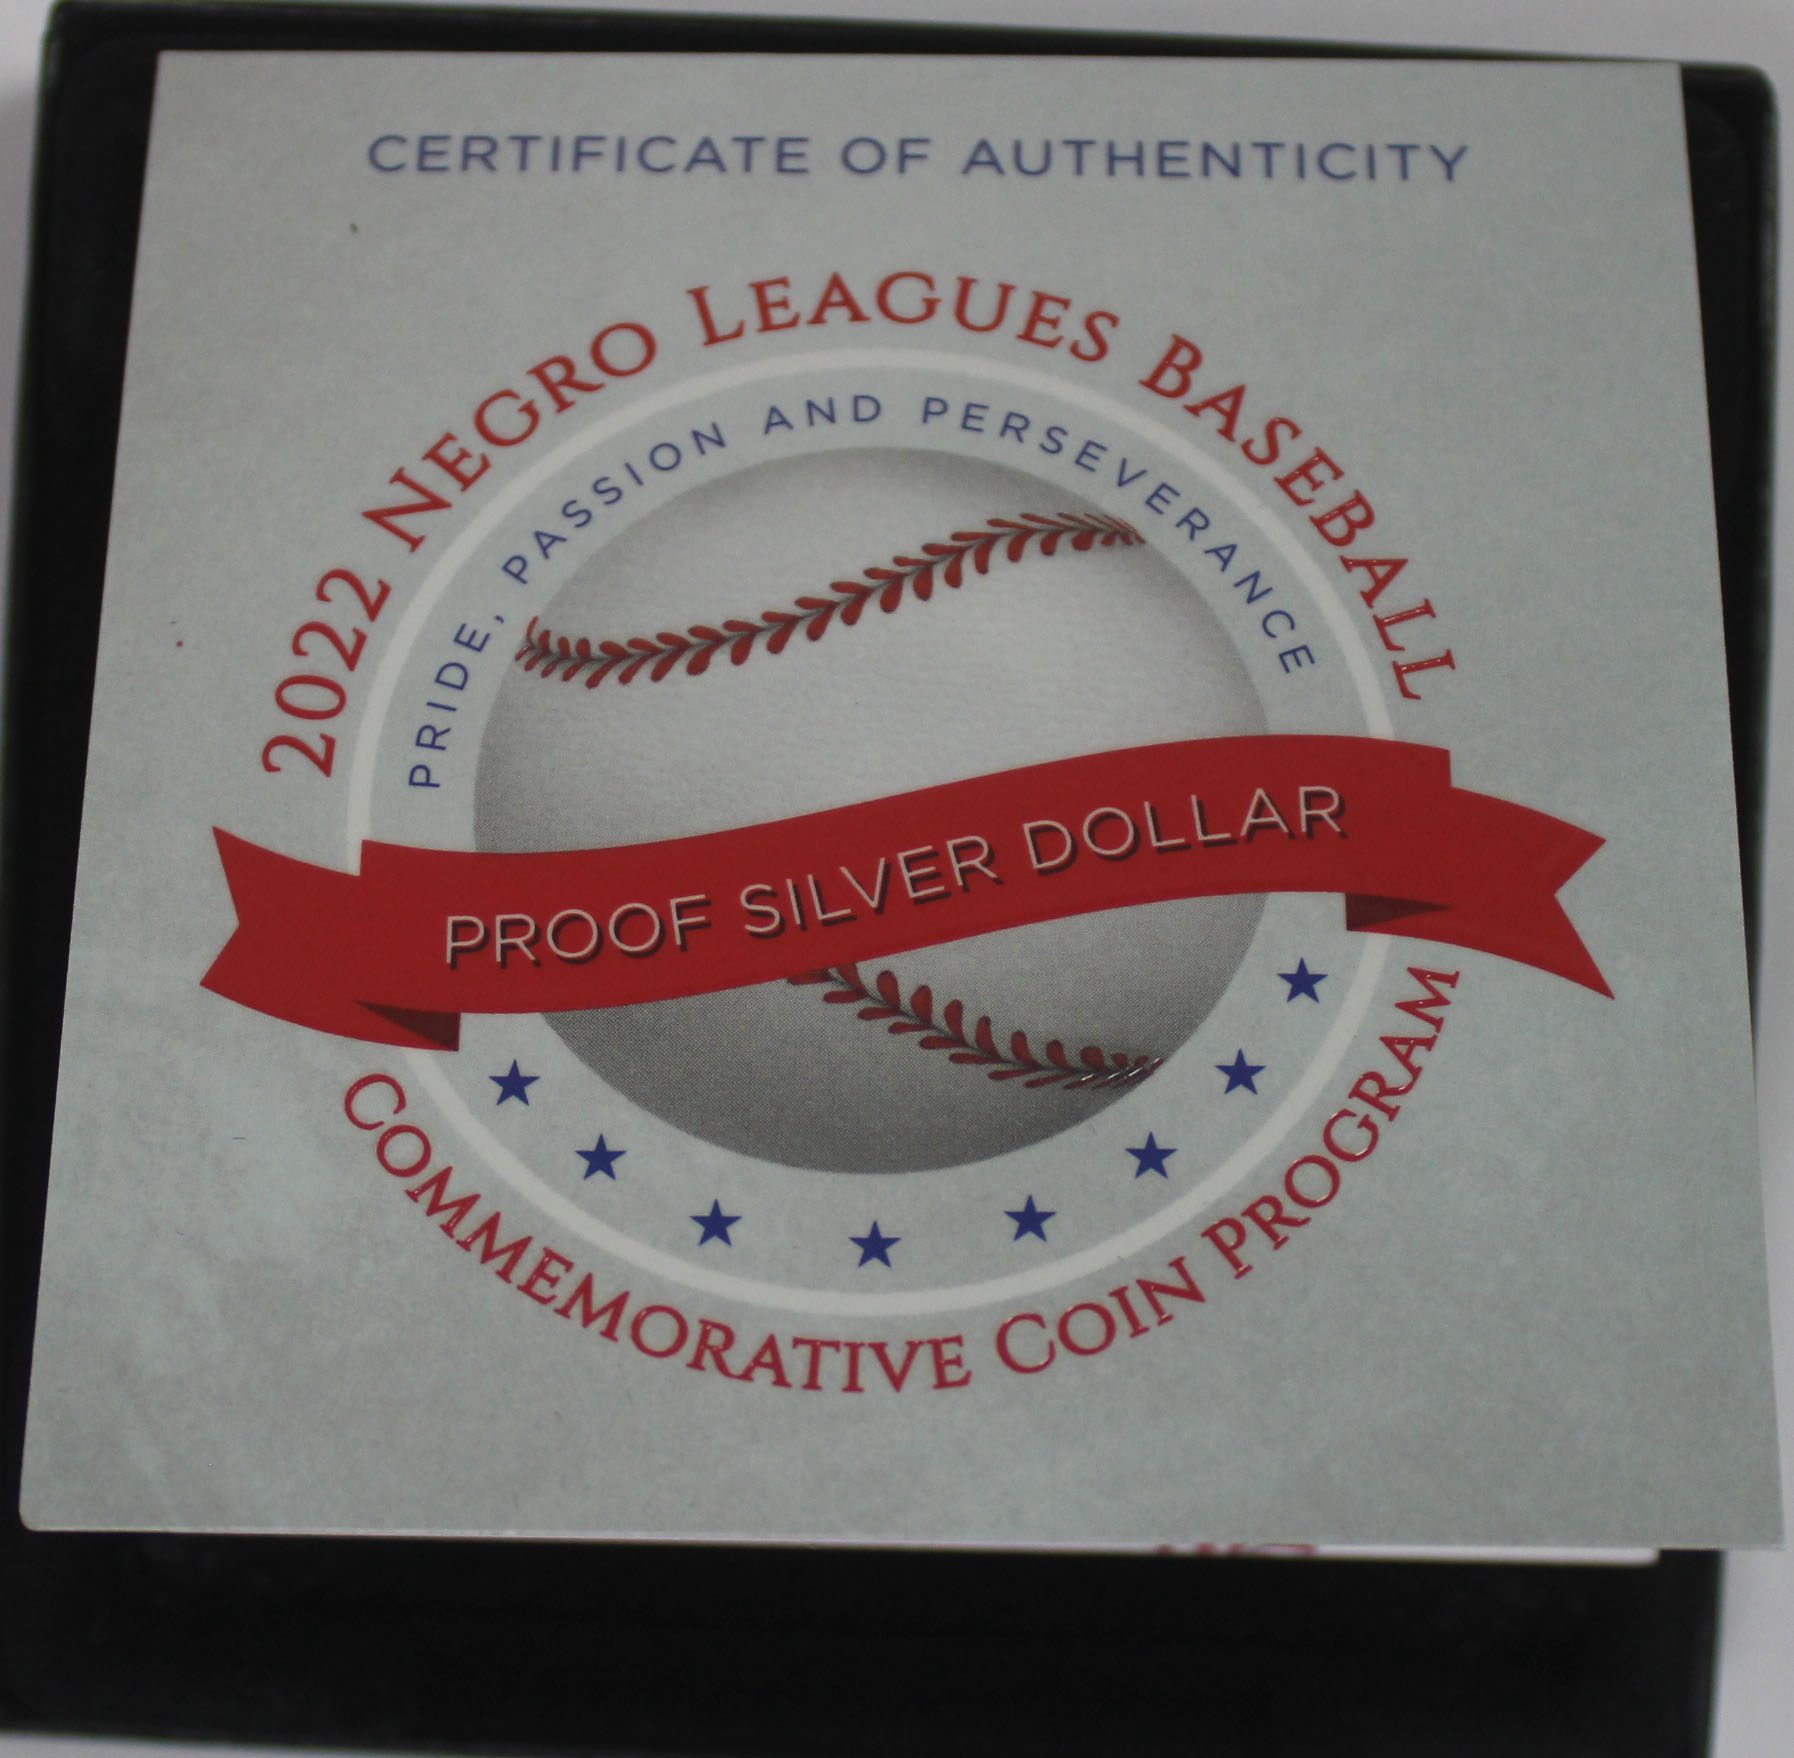 CERTIFICATE OF AUTHENTICITY
2022 NEGRO LEAGUES BASEBALL
PRIDE, PASSION AND PERSEVERANCE
PROOF SILVER DOLLAR
COMMEMORATIVE COIN PROGRAM